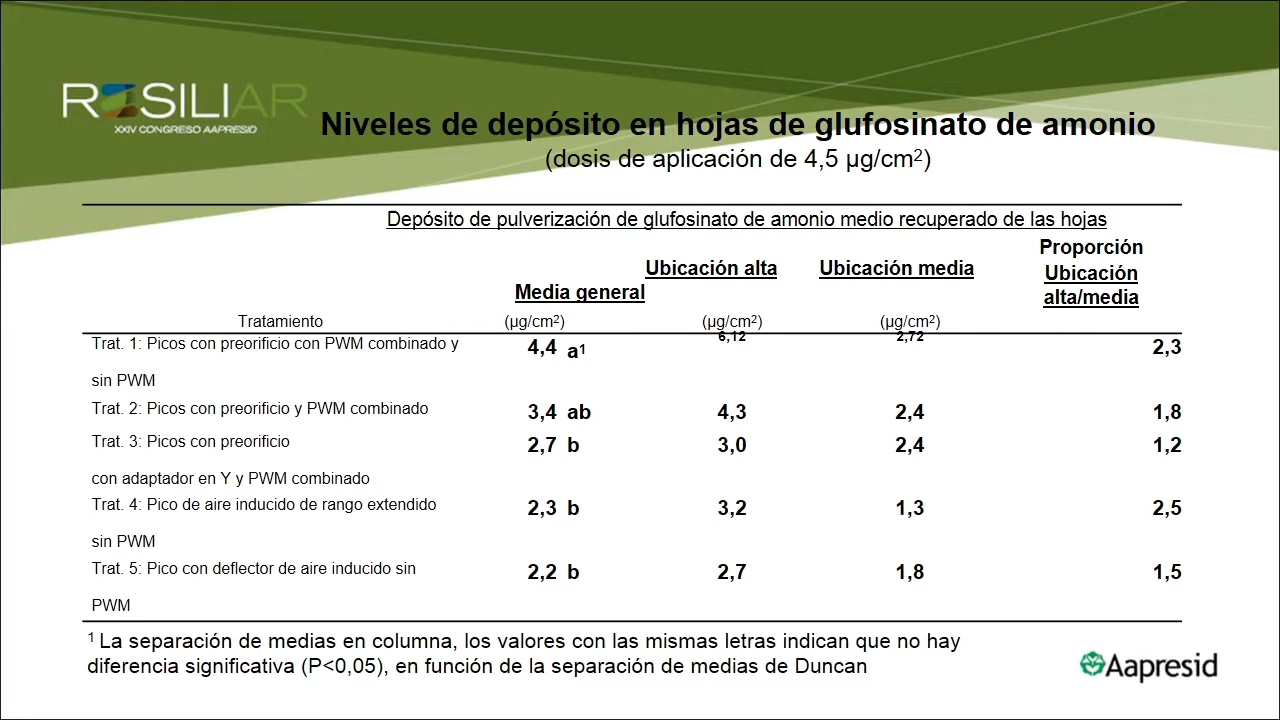 RESILIAR
XXIV CONGRESO AAPRESID
Niveles de depósito en hojas de glufosinato de amonio
(dosis de aplicación de 4,5 µg/cm²)
Depósito de pulverización de glufosinato de amonio medio recuperado de las hojas
Tratamiento Media general (µg/cm²) Ubicación alta (µg/cm²) Ubicación media (µg/cm²) Proporción Ubicación alta/media
Trat. 1: Picos con preorificio con PWM combinado y 4,4 a¹ 6,12 2,72 2,3
sin PWM
Trat. 2: Picos con preorificio y PWM combinado 3,4 ab 4,3 2,4 1,8
Trat. 3: Picos con preorificio 2,7 b 3,0 2,4 1,2
con adaptador en Y y PWM combinado
Trat. 4: Pico de aire inducido de rango extendido 2,3 b 3,2 1,3 2,5
sin PWM
Trat. 5: Pico con deflector de aire inducido sin 2,2 b 2,7 1,8 1,5
PWM
¹ La separación de medias en columna, los valores con las mismas letras indican que no hay
diferencia significativa (P<0,05), en función de la separación de medias de Duncan
Aapresid